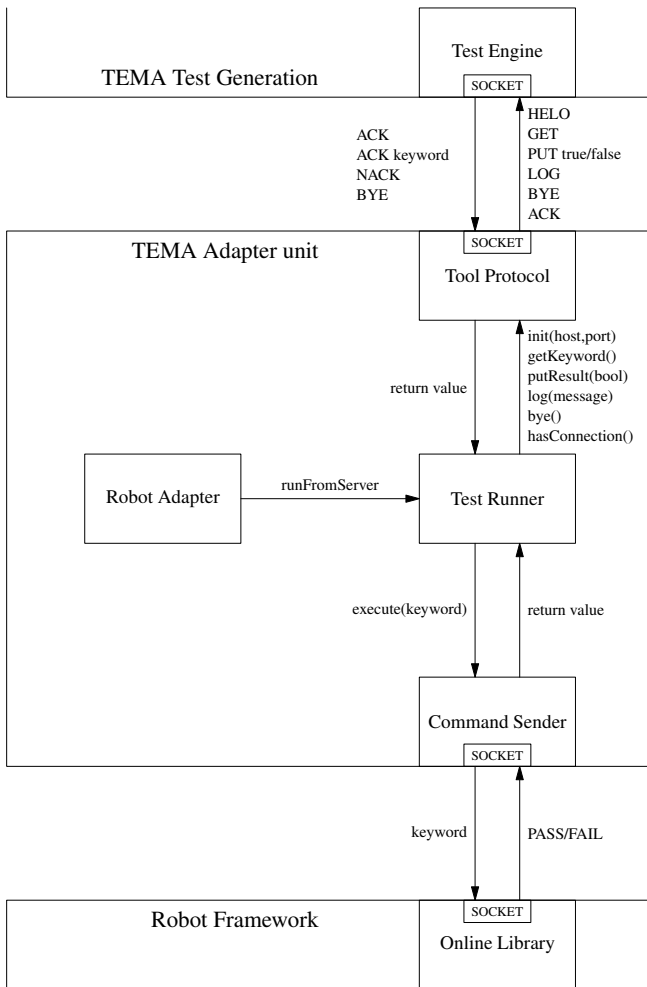 Test Engine
TEMA Test Generation
SOCKET
ACK
ACK keyword
NACK
BYE
HELO
GET
PUT true/false
LOG
BYE
ACK
SOCKET
TEMA Adapter unit
Tool Protocol
return value
init(host,port)
getKeyword()
putResult(bool)
log(message)
bye()
hasConnection()
Robot Adapter
runFromServer
Test Runner
execute(keyword)
return value
Command Sender
SOCKET
keyword
PASS/FAIL
SOCKET
Robot Framework
Online Library